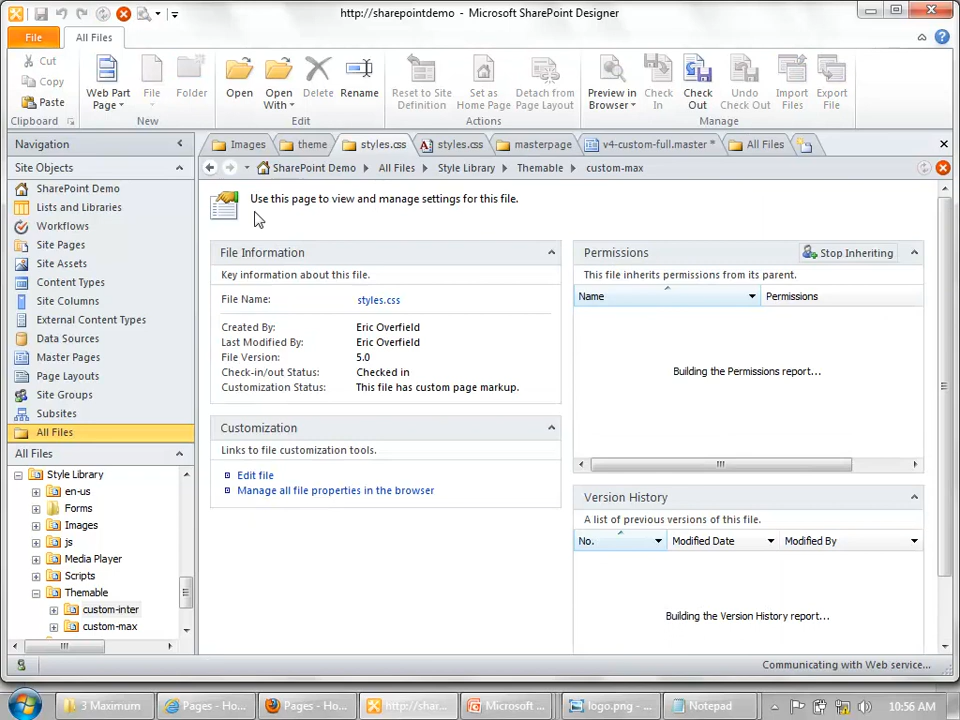 http://sharepointdemo - Microsoft SharePoint Designer
File
All Files
Cut
Copy
Paste
Clipboard
Web Part Page
File
Folder
New
Open
Open With
Delete
Rename
Edit
Reset to Site Definition
Set as Home Page
Detach from Page Layout
Actions
Preview in Browser
Check In
Check Out
Undo Check Out
Import Files
Export File
Manage
Navigation
Images
theme
styles.css
styles.css
masterpage
v4-custom-full.master *
All Files
Site Objects
SharePoint Demo
All Files
Style Library
Themable
custom-max
SharePoint Demo
Lists and Libraries
Workflows
Site Pages
Site Assets
Content Types
Site Columns
External Content Types
Data Sources
Master Pages
Page Layouts
Site Groups
Subsites
All Files
All Files
Style Library
en-us
Forms
Images
js
Media Player
Scripts
Themable
custom-inter
custom-max
Use this page to view and manage settings for this file.
File Information
Key information about this file.
File Name: styles.css
Created By: Eric Overfield
Last Modified By: Eric Overfield
File Version: 5.0
Check-in/out Status: Checked in
Customization Status: This file has custom page markup.
Customization
Links to file customization tools.
Edit file
Manage all file properties in the browser
Permissions
Stop Inheriting
This file inherits permissions from its parent.
Name Permissions
Building the Permissions report...
Version History
A list of previous versions of this file.
No. Modified Date Modified By
Building the Version History report...
Communicating with Web service...
3 Maximum
Pages - Ho...
Pages - Ho...
http://shar...
Microsoft ...
logo.png - ...
Notepad
10:56 AM